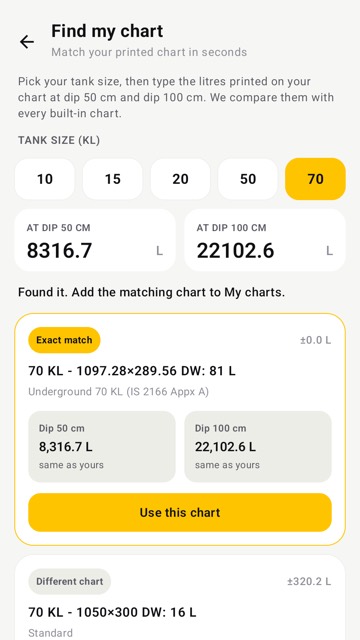 Find my chart
Match your printed chart in seconds
Pick your tank size, then type the litres printed on your
chart at dip 50 cm and dip 100 cm. We compare them with
every built-in chart.
TANK SIZE (KL)
10 15 20 50 70
AT DIP 50 CM
8316.7 L
AT DIP 100 CM
22102.6 L
Found it. Add the matching chart to My charts.
Exact match ±0.0 L
70 KL - 1097.28×289.56 DW: 81 L
Underground 70 KL (IS 2166 Appx A)
Dip 50 cm
8,317.7 L
same as yours
Dip 100 cm
22,102.6 L
same as yours
Use this chart
Different chart ±320.2 L
70 KL - 1050×300 DW: 16 L
Standard